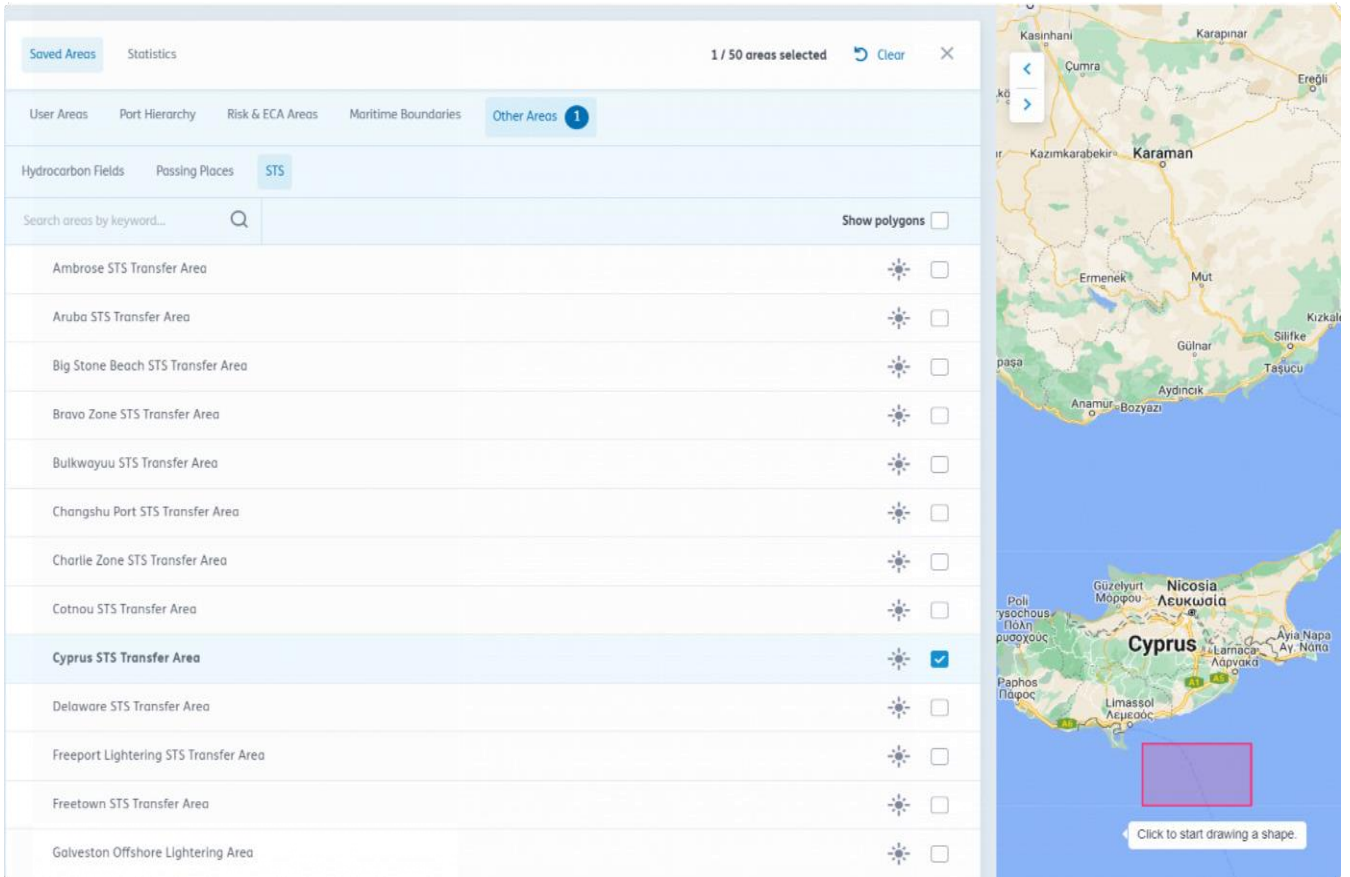 Saved Areas Statistics 1 / 50 areas selected Clear
User Areas Port Hierarchy Risk & ECA Areas Maritime Boundaries Other Areas 1
Hydrocarbon Fields Passing Places STS
Search areas by keyword... Show polygons
Ambrose STS Transfer Area
Aruba STS Transfer Area
Big Stone Beach STS Transfer Area
Bravo Zone STS Transfer Area
Bulkwayuu STS Transfer Area
Changshu Port STS Transfer Area
Charlie Zone STS Transfer Area
Cotnou STS Transfer Area
Cyprus STS Transfer Area
Delaware STS Transfer Area
Freeport Lightering STS Transfer Area
Freetown STS Transfer Area
Galveston Offshore Lightering Area
Kasinhani
Karapınar
Çumra
Ereğli
Kazımkarabekir
Karaman
Ermenek
Mut
Kızkale
Silifke
Gülnar
Taşucu
paşa
Aydıncık
Anamur
Bozyazı
Güzelyurt
Μόρφου
Nicosia
Λευκωσία
Poli
rysochous
Πόλη
ρυσοχούς
Cyprus
Larnaca
Λάρνακα
Ayia Napa
Αγ. Νάπα
A1
A5
Paphos
Πάφος
Limassol
Λεμεσός
A6
Click to start drawing a shape.